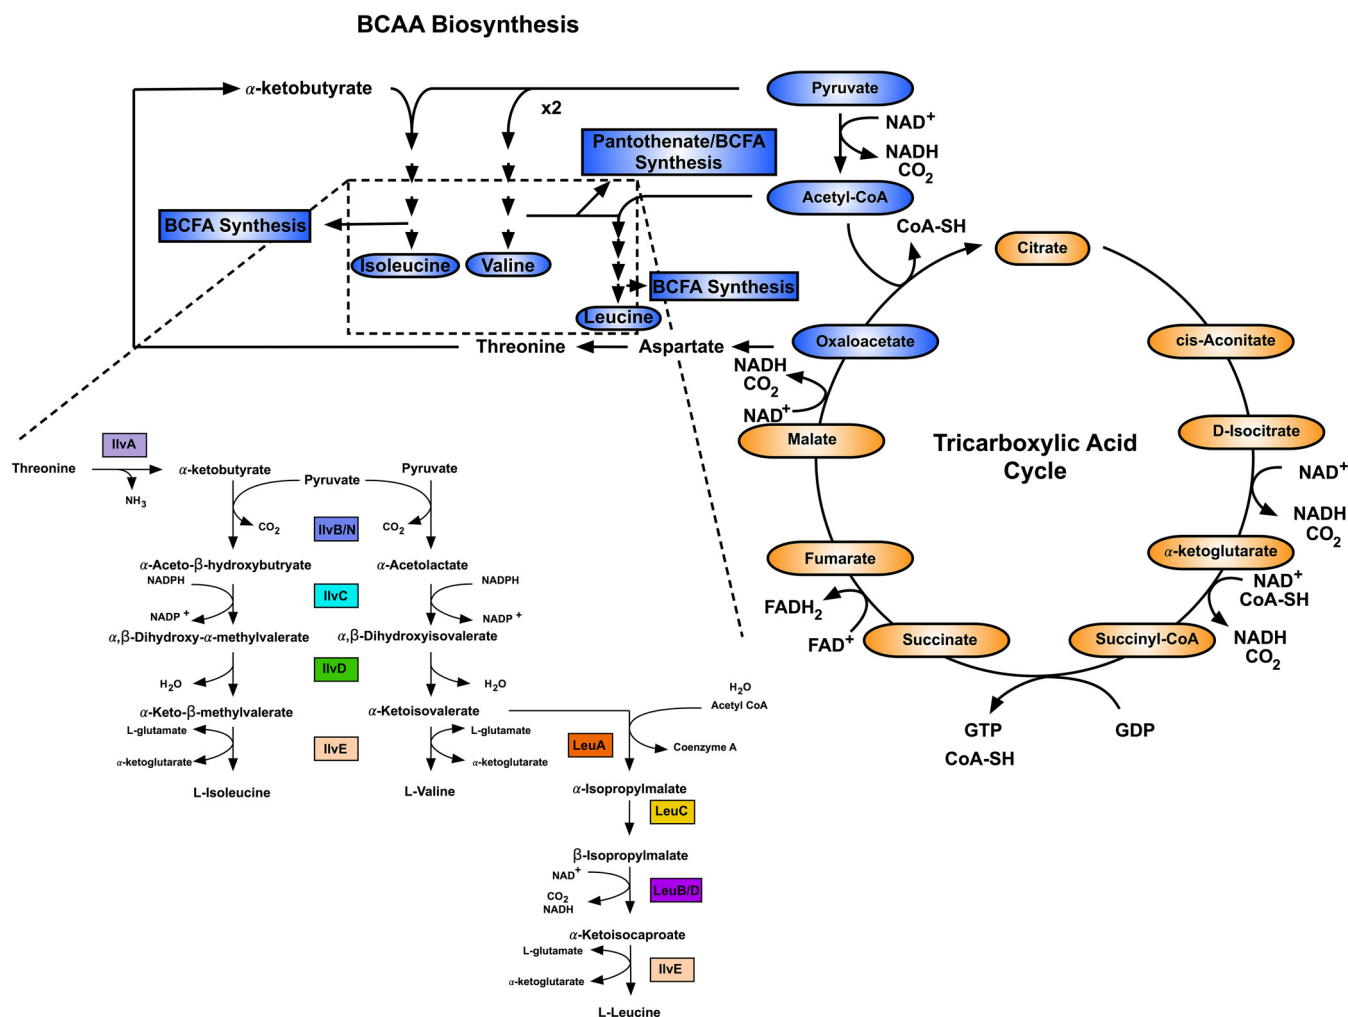 BCAA Biosynthesis
α-ketobutyrate
x2
Pyruvate
NAD+
NADH
CO2
Pantothenate/BCFA
Synthesis
Acetyl-CoA
BCFA Synthesis
CoA-SH
Citrate
Isoleucine
Valine
BCFA Synthesis
Leucine
Threonine
Aspartate
Oxaloacetate
cis-Aconitate
NADH
CO2
NAD+
Malate
D-Isocitrate
Tricarboxylic Acid
Cycle
NAD+
NADH
CO2
Fumarate
α-ketoglutarate
FADH2
FAD+
NAD+
CoA-SH
NADH
CO2
Succinate
Succinyl-CoA
GTP
CoA-SH
GDP
IlvA
Threonine
NH3
α-ketobutyrate
Pyruvate
Pyruvate
CO2
IlvB/N
CO2
α-Aceto-β-hydroxybutryate
α-Acetolactate
NADPH
NADP +
IlvC
NADPH
NADP +
α,β-Dihydroxy-α-methylvalerate
α,β-Dihydroxyisovalerate
H2O
IlvD
H2O
α-Keto-β-methylvalerate
α-Ketoisovalerate
H2O
Acetyl CoA
L-glutamate
α-ketoglutarate
IlvE
L-glutamate
α-ketoglutarate
LeuA
Coenzyme A
L-Isoleucine
L-Valine
α-Isopropylmalate
LeuC
β-Isopropylmalate
NAD+
CO2
NADH
LeuB/D
α-Ketoisocaproate
L-glutamate
α-ketoglutarate
IlvE
L-Leucine